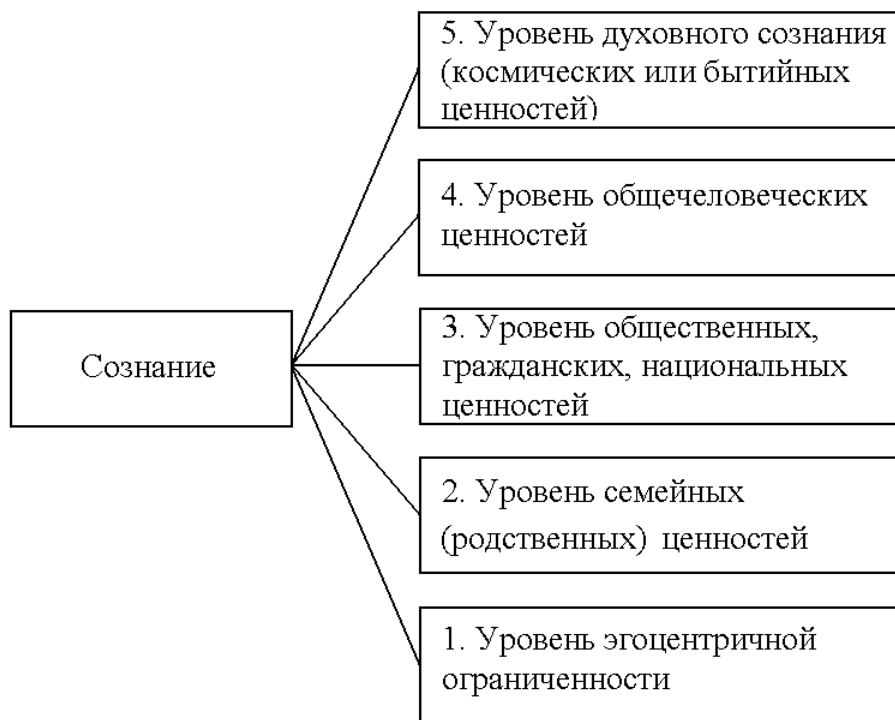 5. Уровень духовного сознания
(космических или бытийных
ценностей)
4. Уровень общечеловеческих
ценностей
Сознание
3. Уровень общественных,
гражданских, национальных
ценностей
2. Уровень семейных
(родственных) ценностей
1. Уровень эгоцентричной
ограниченности